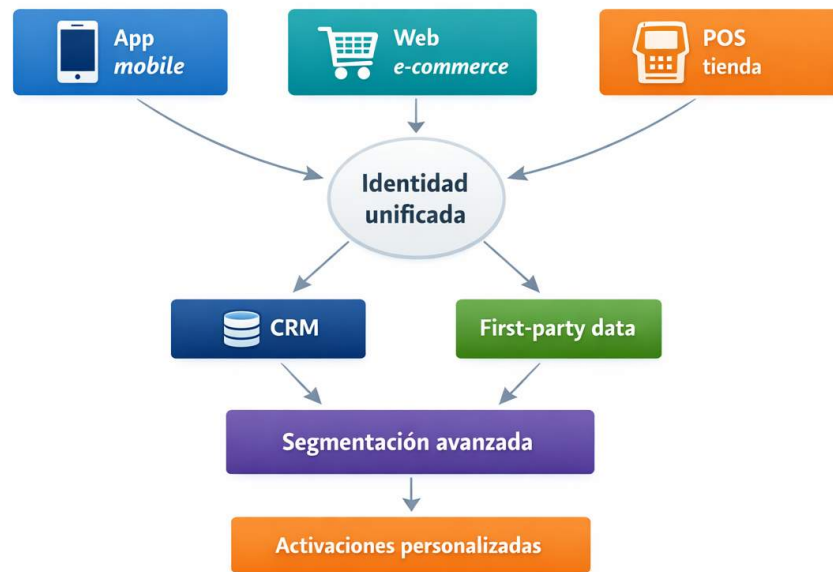 App
mobile
Web
e-commerce
POS
tienda
Identidad
unificada
CRM
First-party data
Segmentación avanzada
Activaciones personalizadas